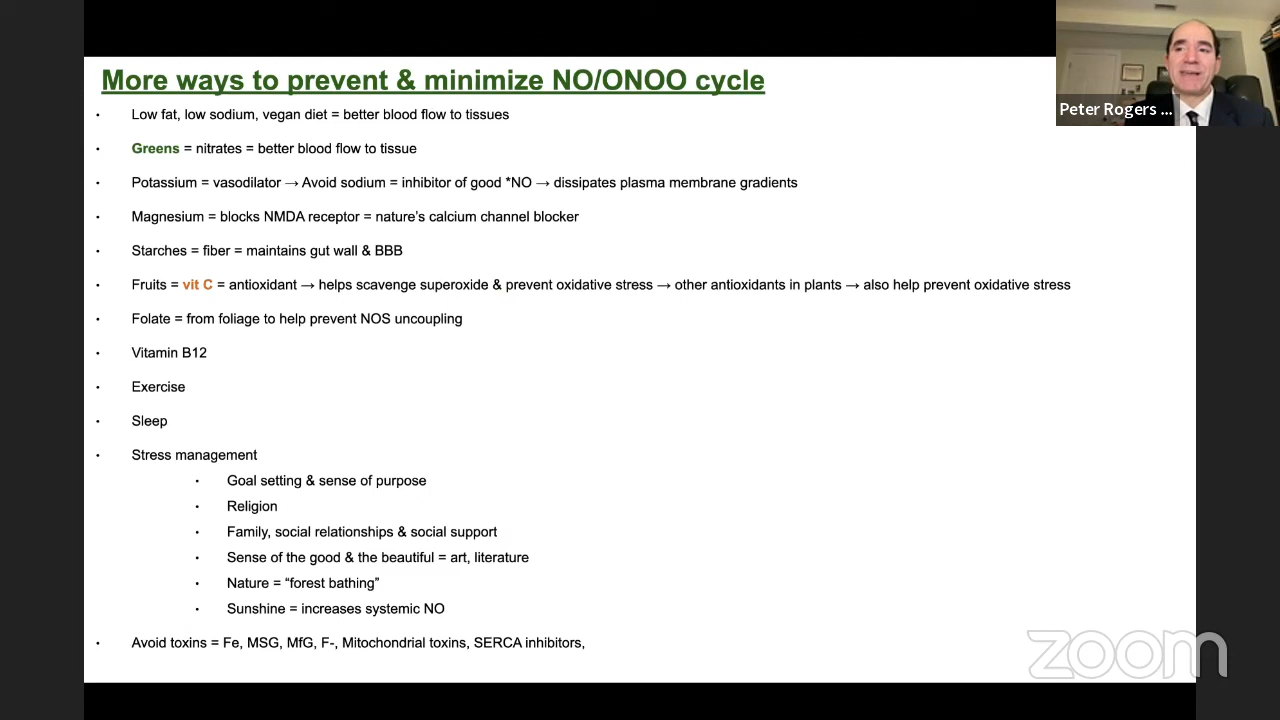 More ways to prevent & minimize NO/ONOO cycle
Peter Rogers ...
• Low fat, low sodium, vegan diet = better blood flow to tissues
• Greens = nitrates = better blood flow to tissue
• Potassium = vasodilator → Avoid sodium = inhibitor of good *NO → dissipates plasma membrane gradients
• Magnesium = blocks NMDA receptor = nature's calcium channel blocker
• Starches = fiber = maintains gut wall & BBB
• Fruits = vit C = antioxidant → helps scavenge superoxide & prevent oxidative stress → other antioxidants in plants → also help prevent oxidative stress
• Folate = from foliage to help prevent NOS uncoupling
• Vitamin B12
• Exercise
• Sleep
• Stress management
• Goal setting & sense of purpose
• Religion
• Family, social relationships & social support
• Sense of the good & the beautiful = art, literature
• Nature = “forest bathing”
• Sunshine = increases systemic NO
• Avoid toxins = Fe, MSG, MfG, F-, Mitochondrial toxins, SERCA inhibitors,
zoom